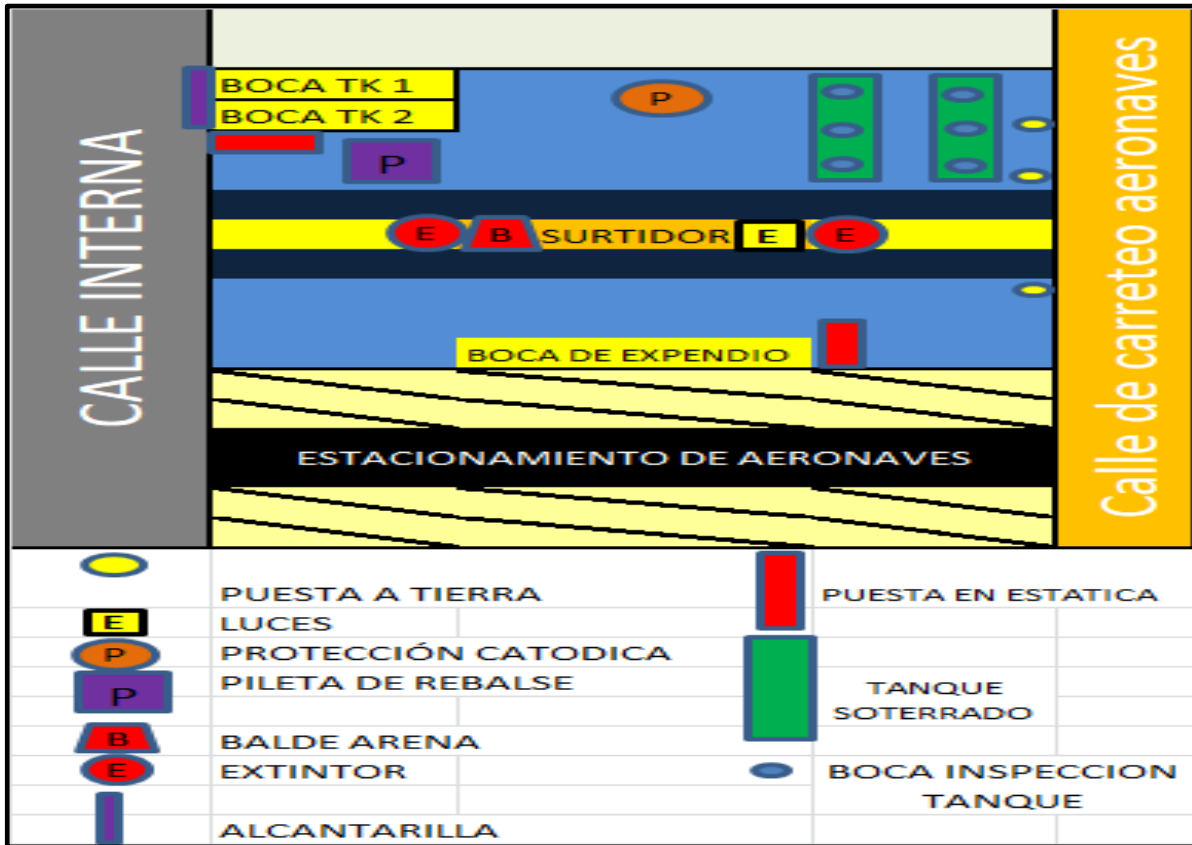 CALLE INTERNA
BOCA TK 1
BOCA TK 2
P
P
E
B
SURTIDOR
E
E
BOCA DE EXPENDIO
ESTACIONAMIENTO DE AERONAVES
Calle de carreteo aeronaves
PUESTA A TIERRA
E
LUCES
P
PROTECCIÓN CATODICA
P
PILETA DE REBALSE
B
BALDE ARENA
E
EXTINTOR
ALCANTARILLA
PUESTA EN ESTATICA
TANQUE
SOTERRADO
BOCA INSPECCION
TANQUE